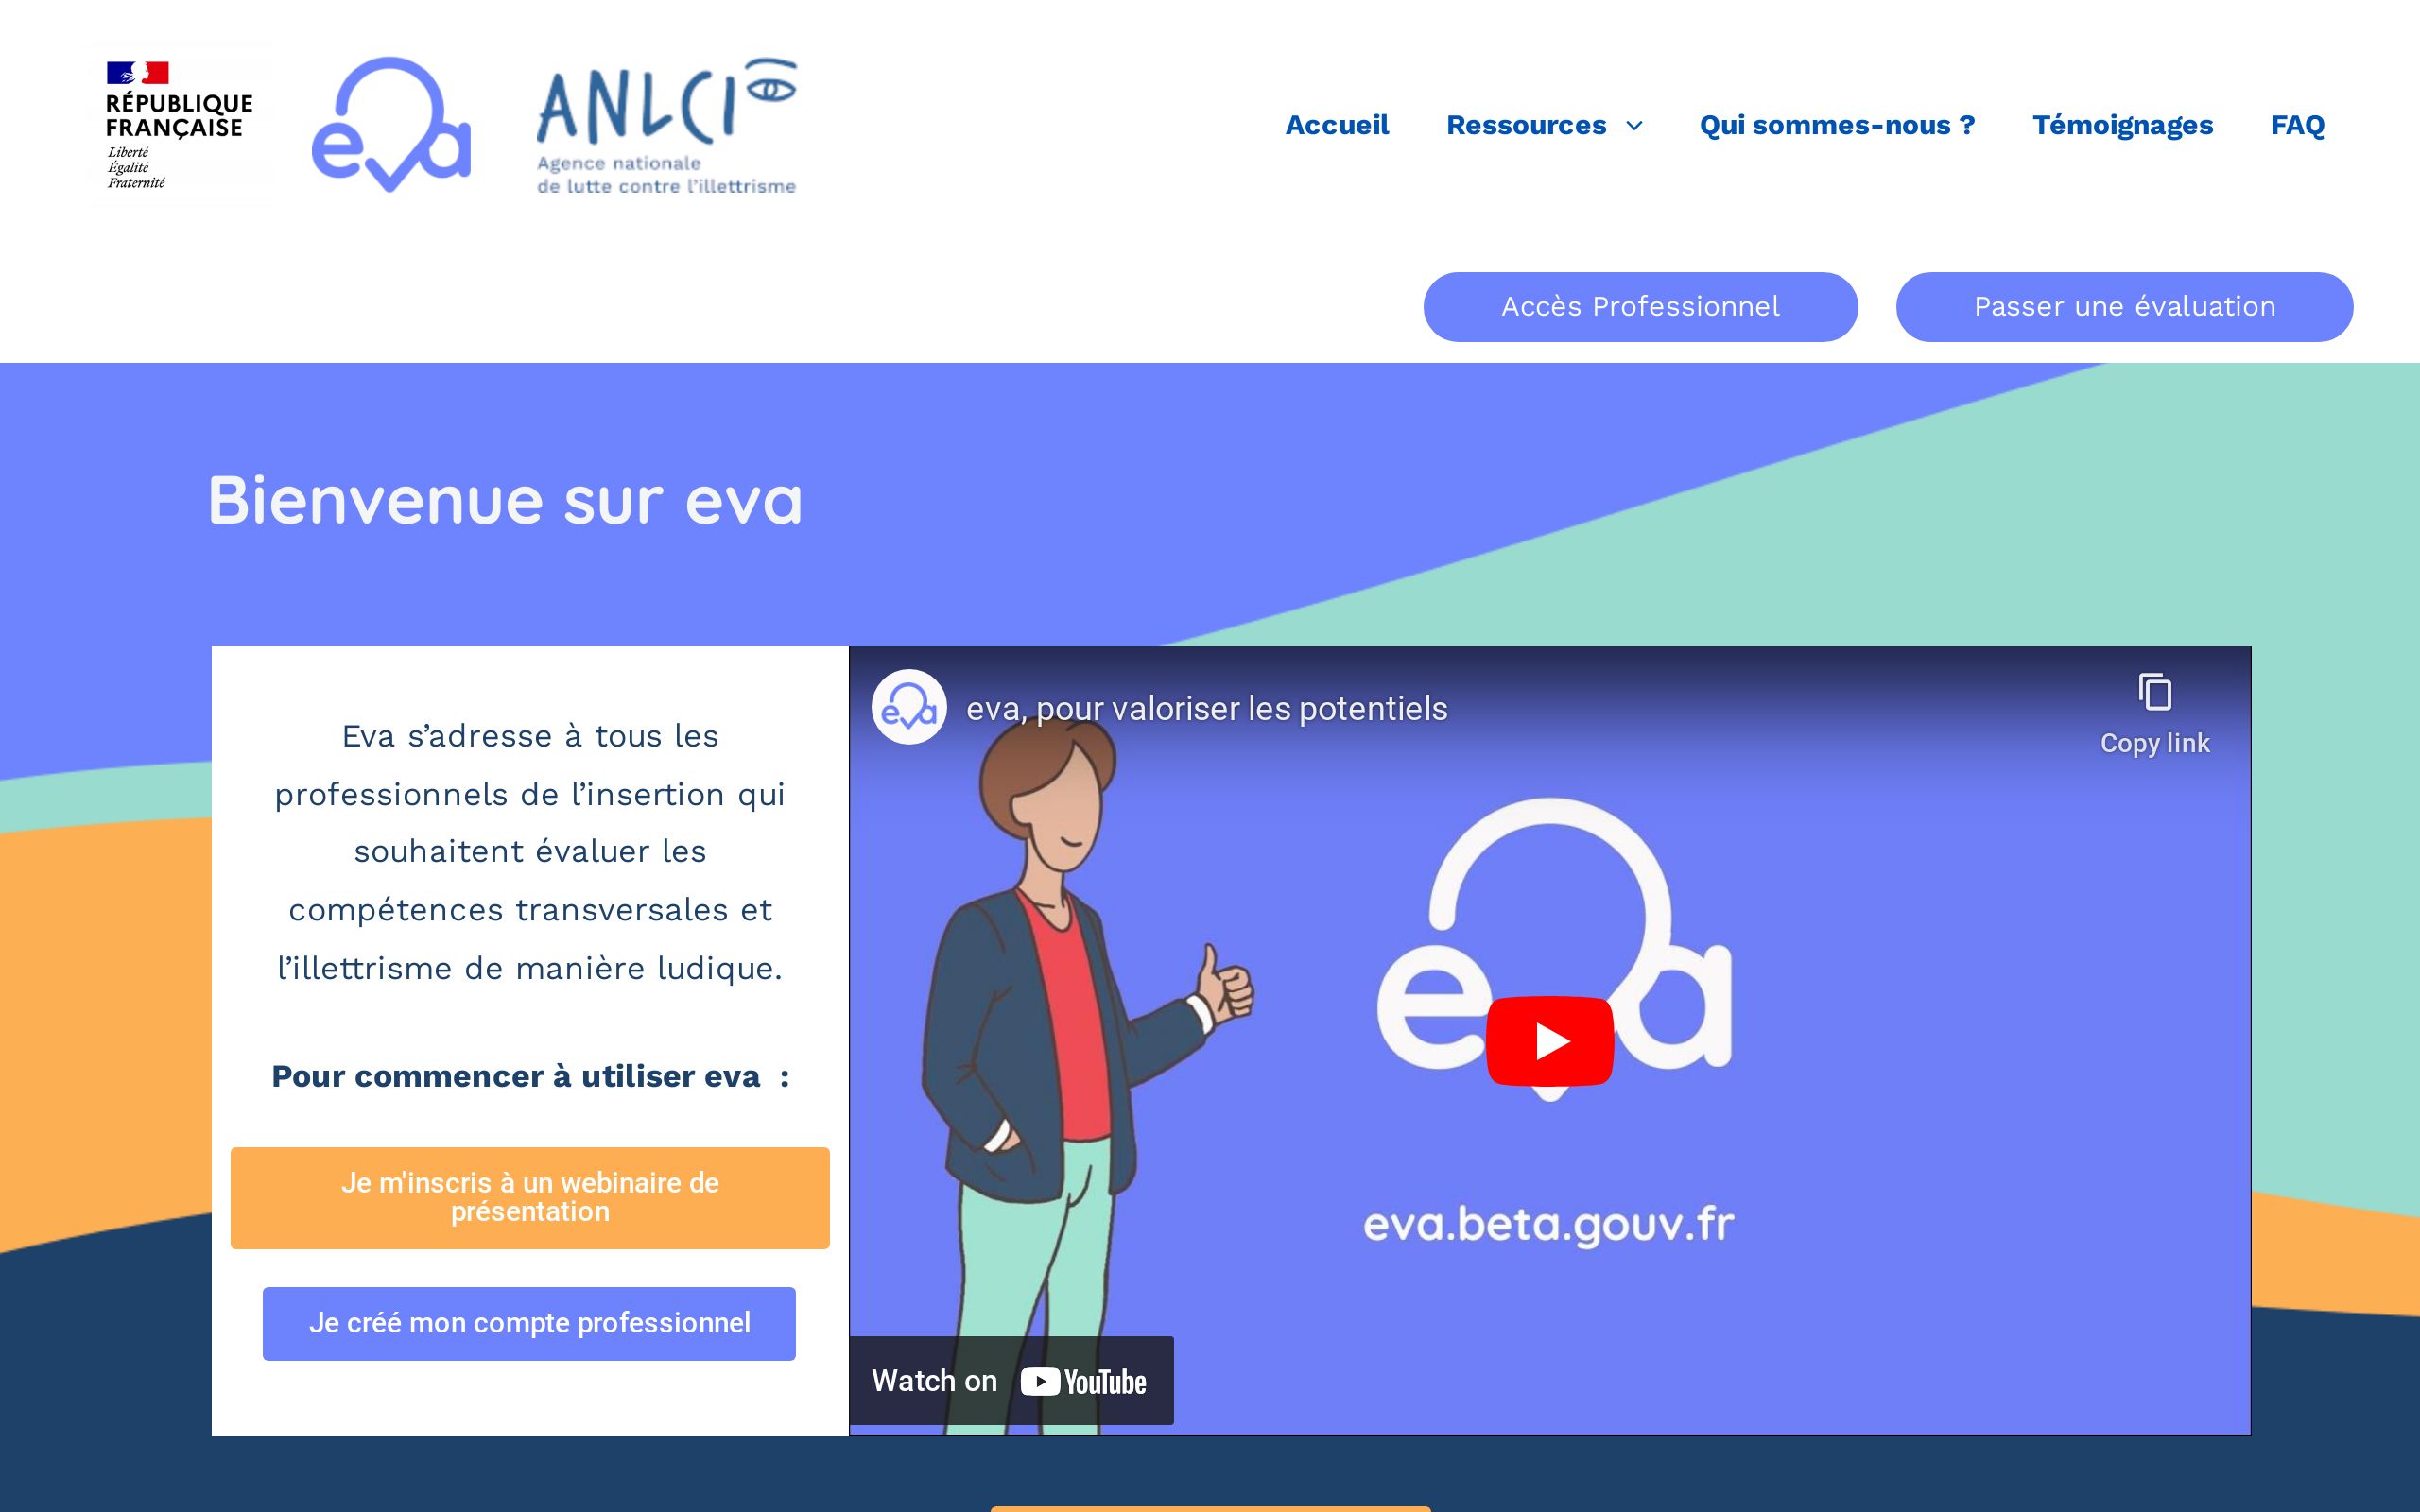 RÉPUBLIQUE
FRANÇAISE
Liberté
Égalité
Fraternité
eva
ANLCI
Agence nationale
de lutte contre l'illettrisme
Accueil Ressources Qui sommes-nous ? Témoignages FAQ
Accès Professionnel Passer une évaluation
Bienvenue sur eva
Eva s’adresse à tous les
professionnels de l’insertion qui
souhaitent évaluer les
compétences transversales et
l’illettrisme de manière ludique.
Pour commencer à utiliser eva :
Je m'inscris à un webinaire de
présentation
Je créé mon compte professionnel
eva
eva, pour valoriser les potentiels
Copy link
eva
eva.beta.gouv.fr
Watch on YouTube